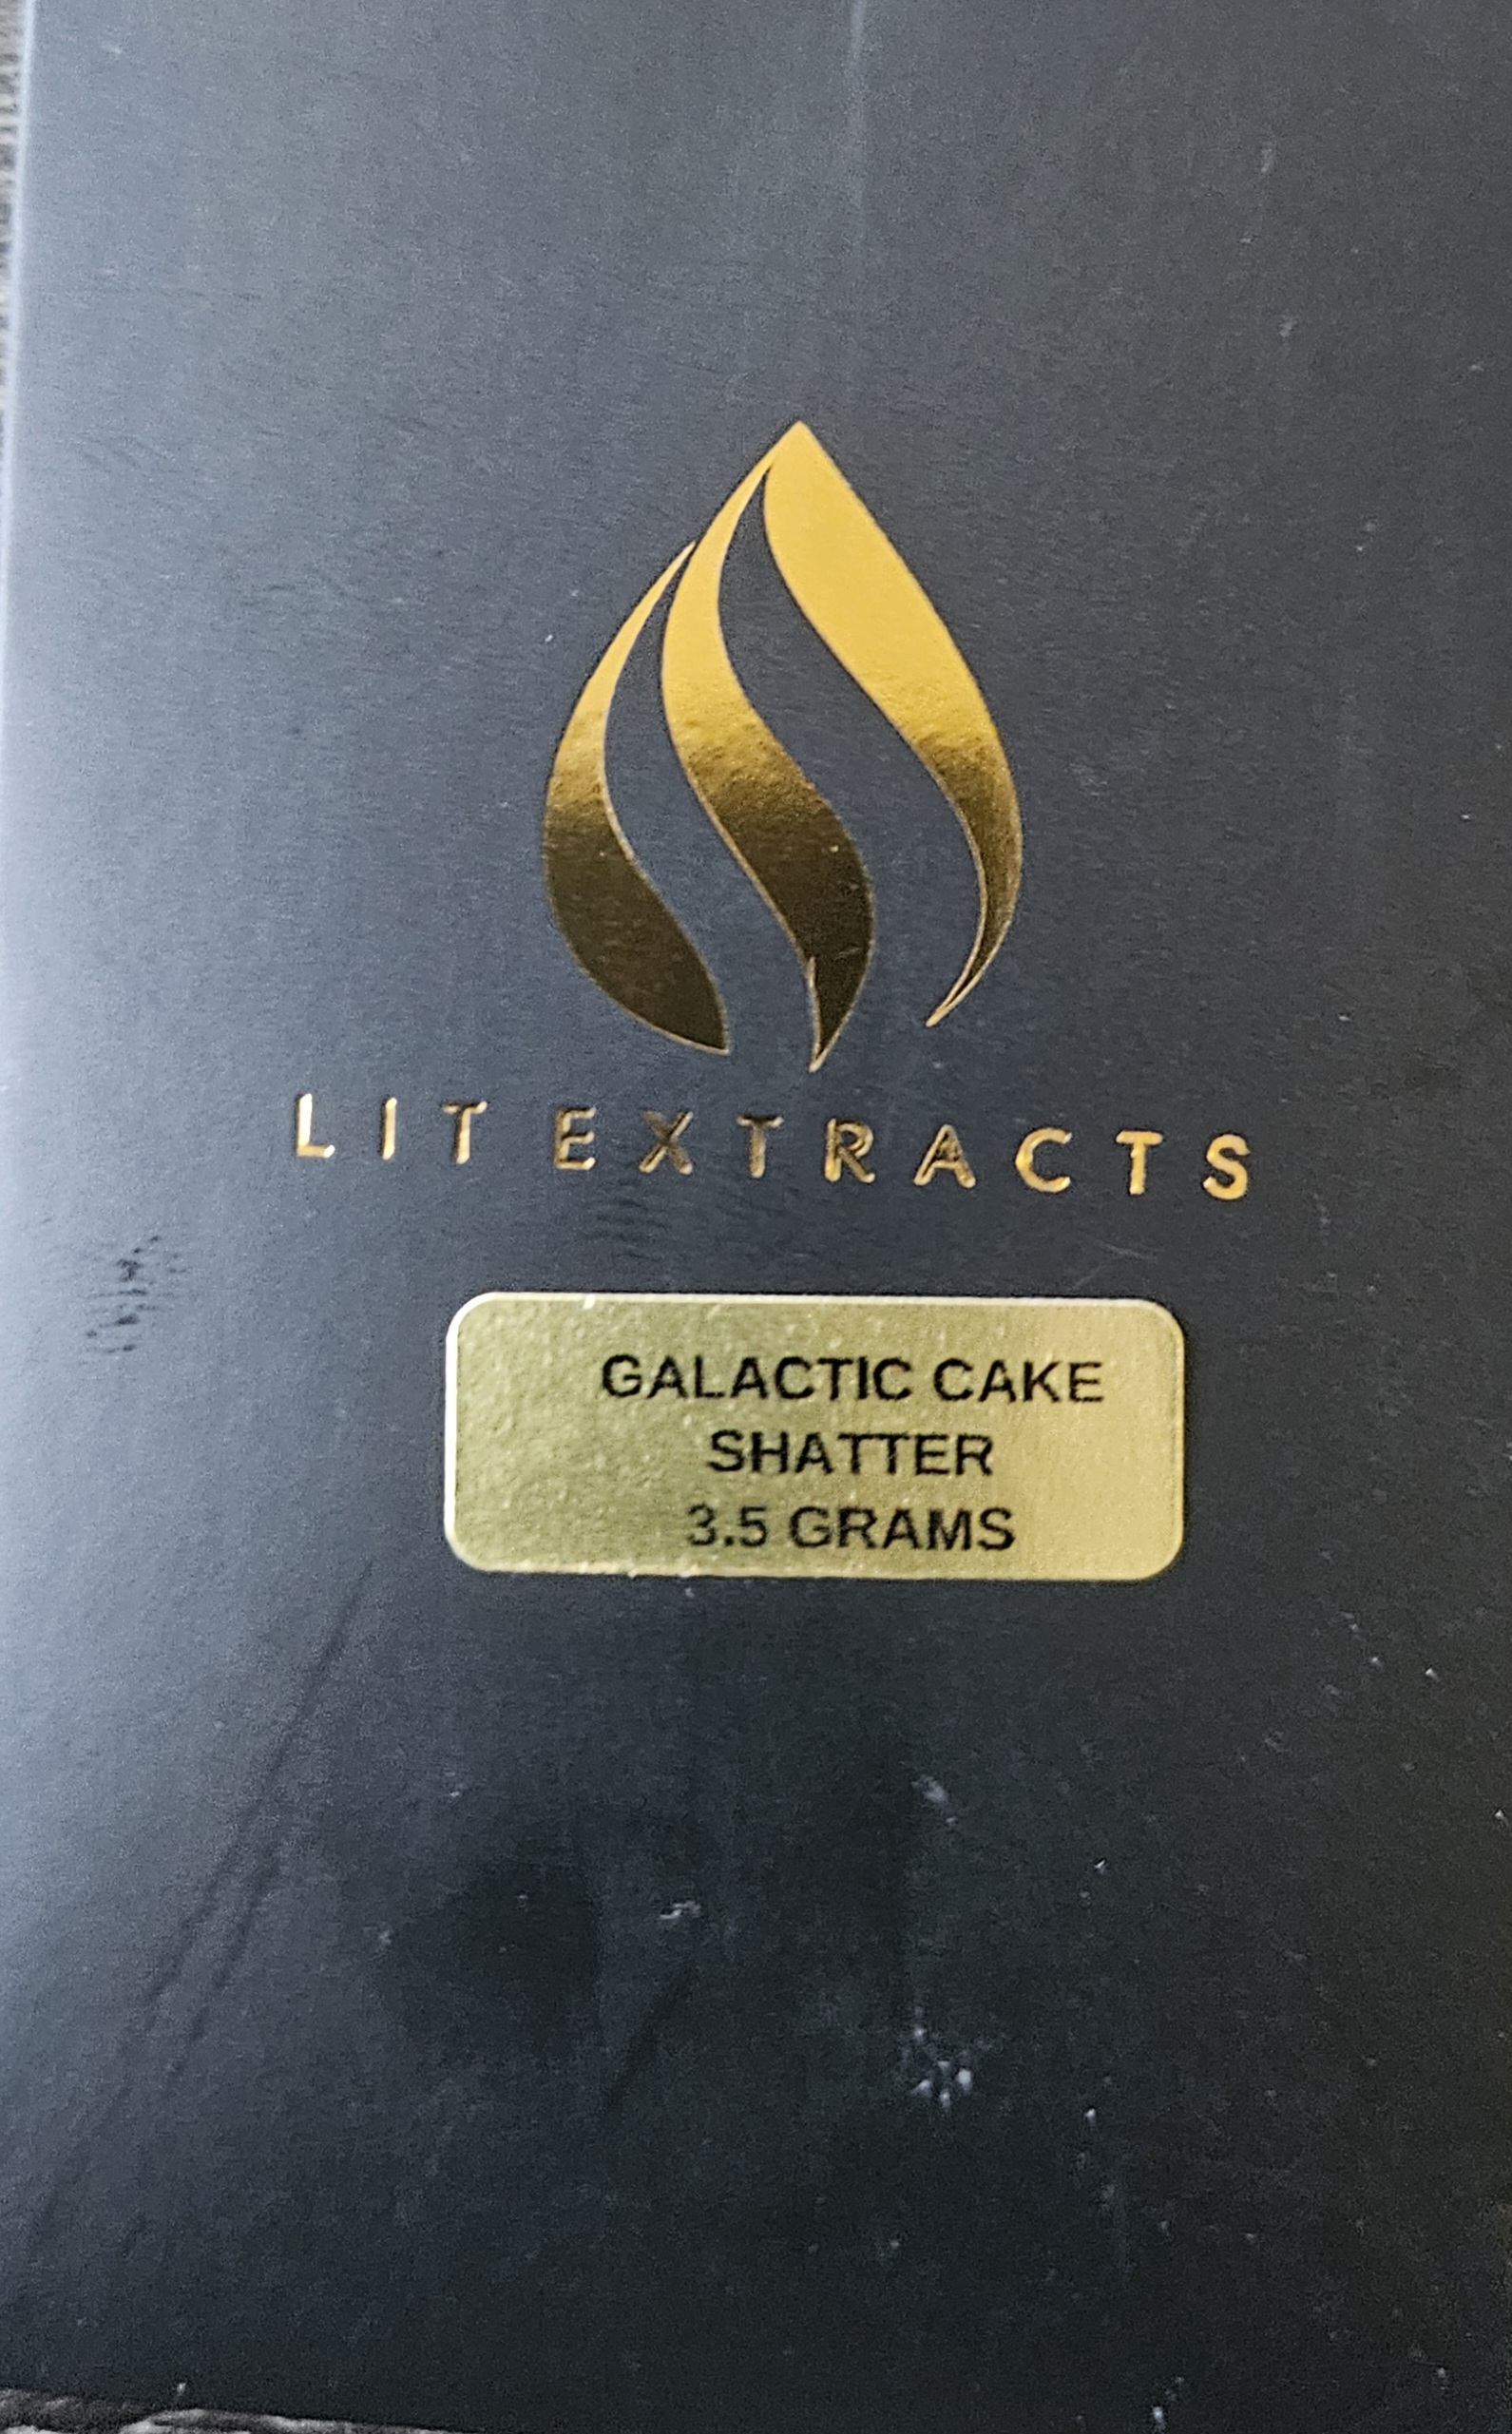 LIT EXTRACTS
GALACTIC CAKE
SHATTER
3.5 GRAMS